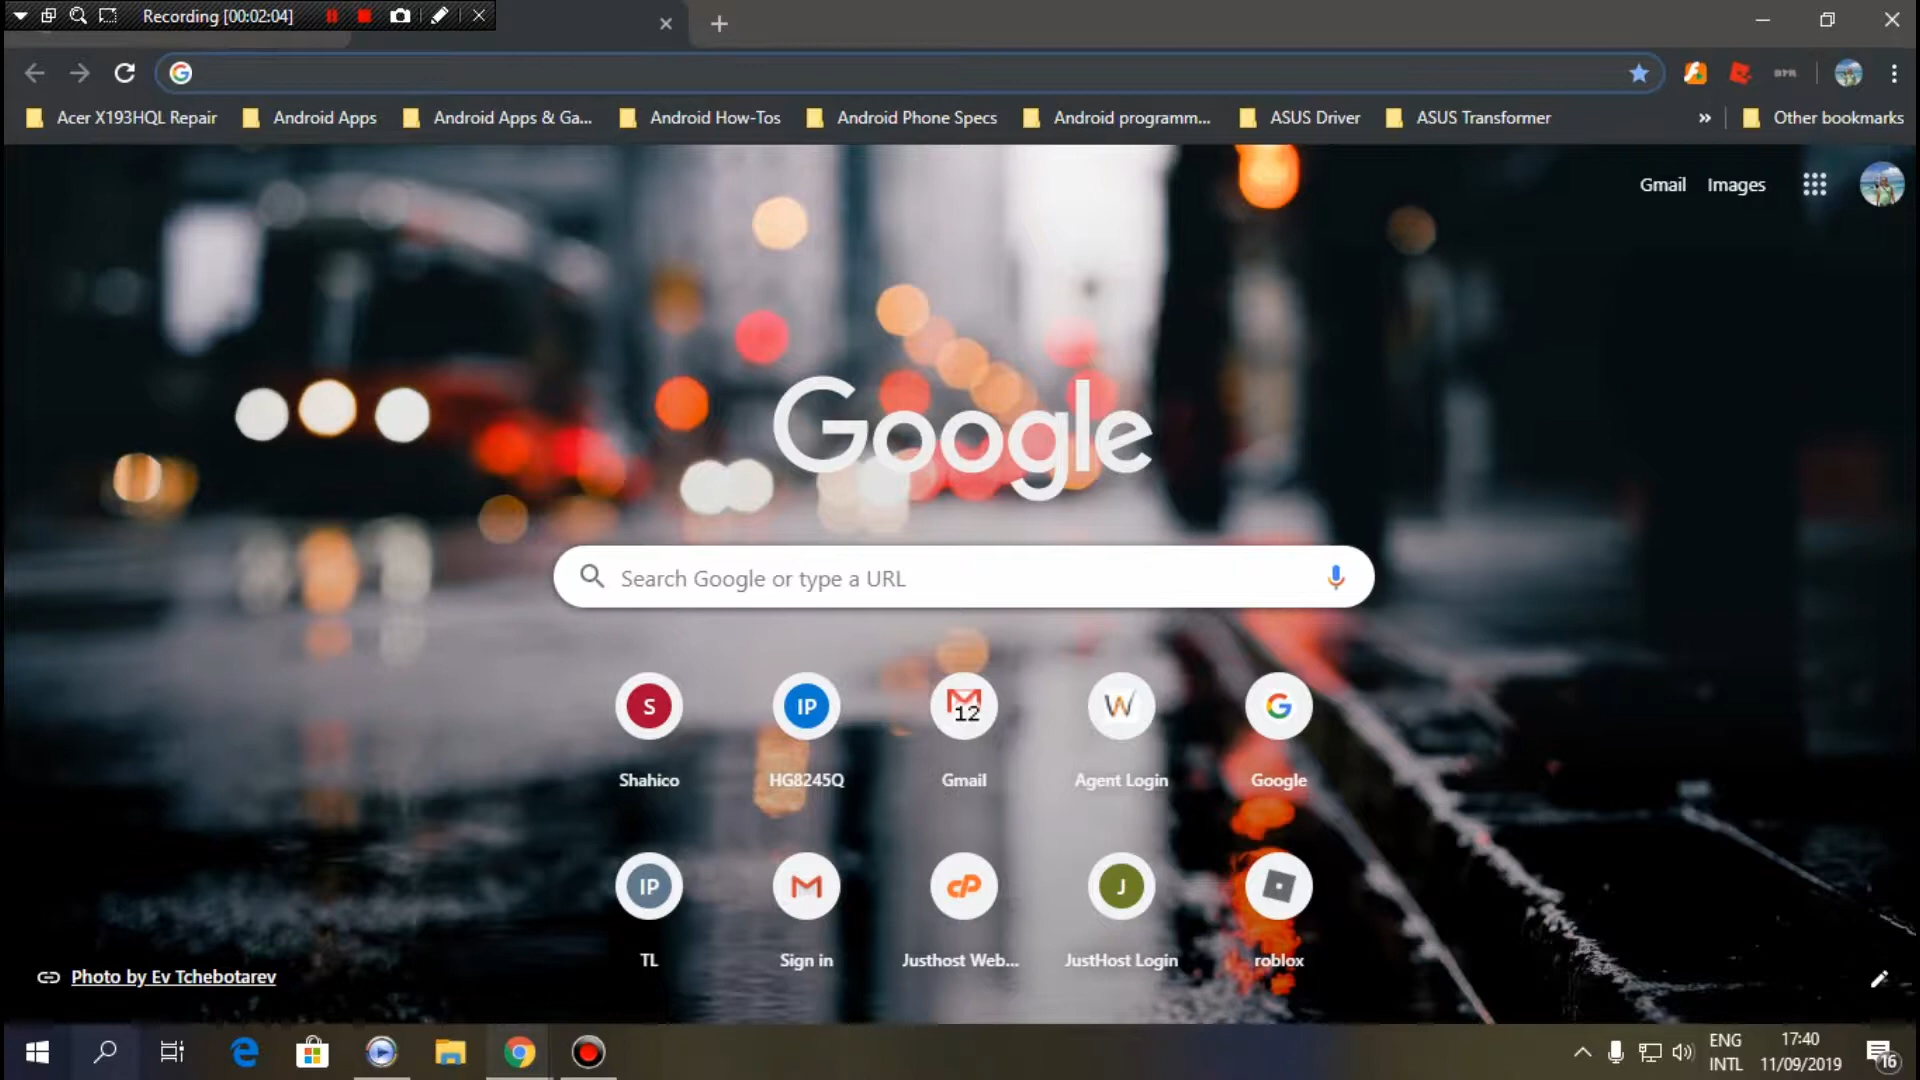 Recording [00:02:04]
Acer X193HQL Repair
Android Apps
Android Apps & Ga...
Android How-Tos
Android Phone Specs
Android programm...
ASUS Driver
ASUS Transformer
»
Other bookmarks
Gmail
Images
Google
Search Google or type a URL
S
IP
12
W
G
Shahico
HG8245Q
Gmail
Agent Login
Google
IP
M
cP
J
TL
Sign in
Justhost Web...
JustHost Login
roblox
Photo by Ev Tchebotarev
ENG
INTL
17:40
11/09/2019
16